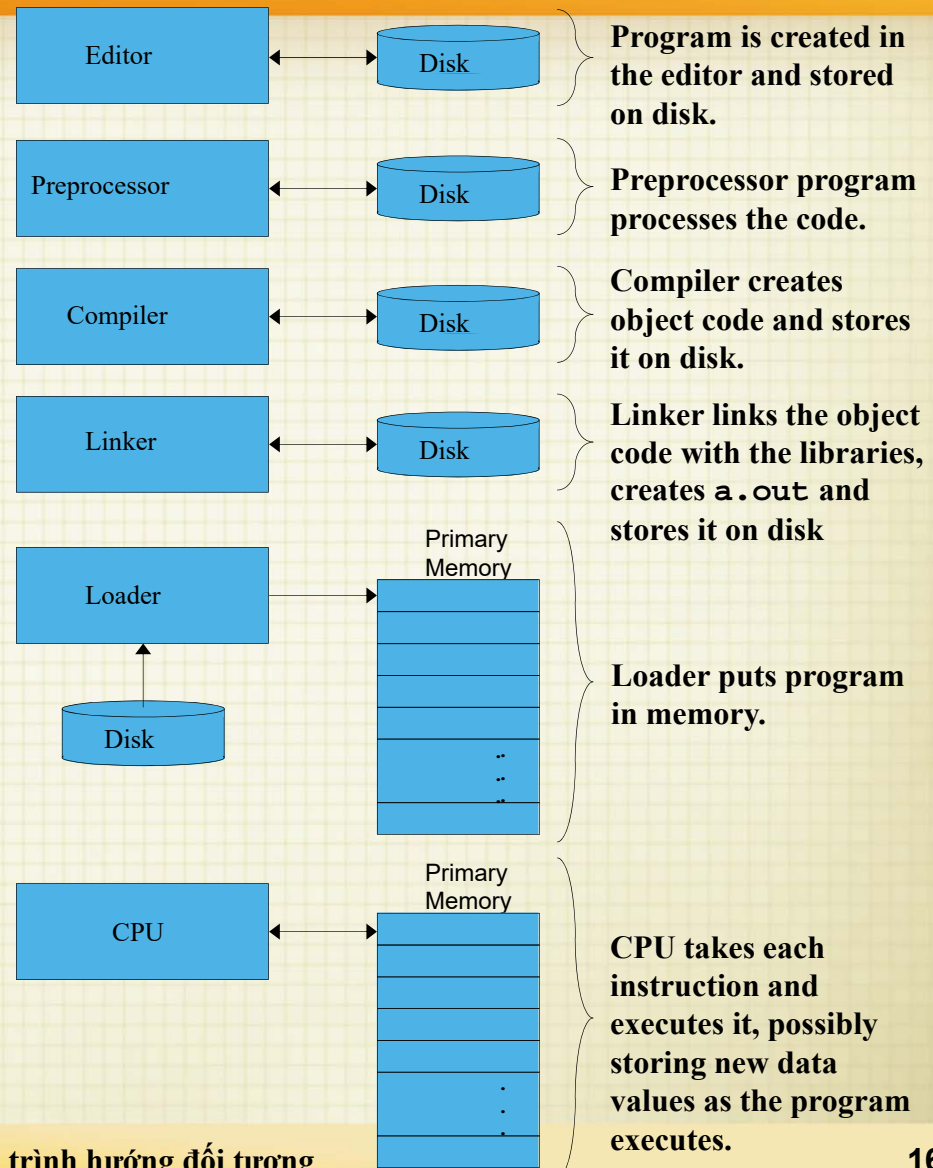 Editor
Disk
Program is created in
the editor and stored
on disk.
Preprocessor
Disk
Preprocessor program
processes the code.
Compiler
Disk
Compiler creates
object code and stores
it on disk.
Linker
Disk
Linker links the object
code with the libraries,
creates a.out and
stores it on disk
Loader
Primary
Memory
Disk
Loader puts program
in memory.
CPU
Primary
Memory
CPU takes each
instruction and
executes it, possibly
storing new data
values as the program
executes.
trình hướng đối tượng
16